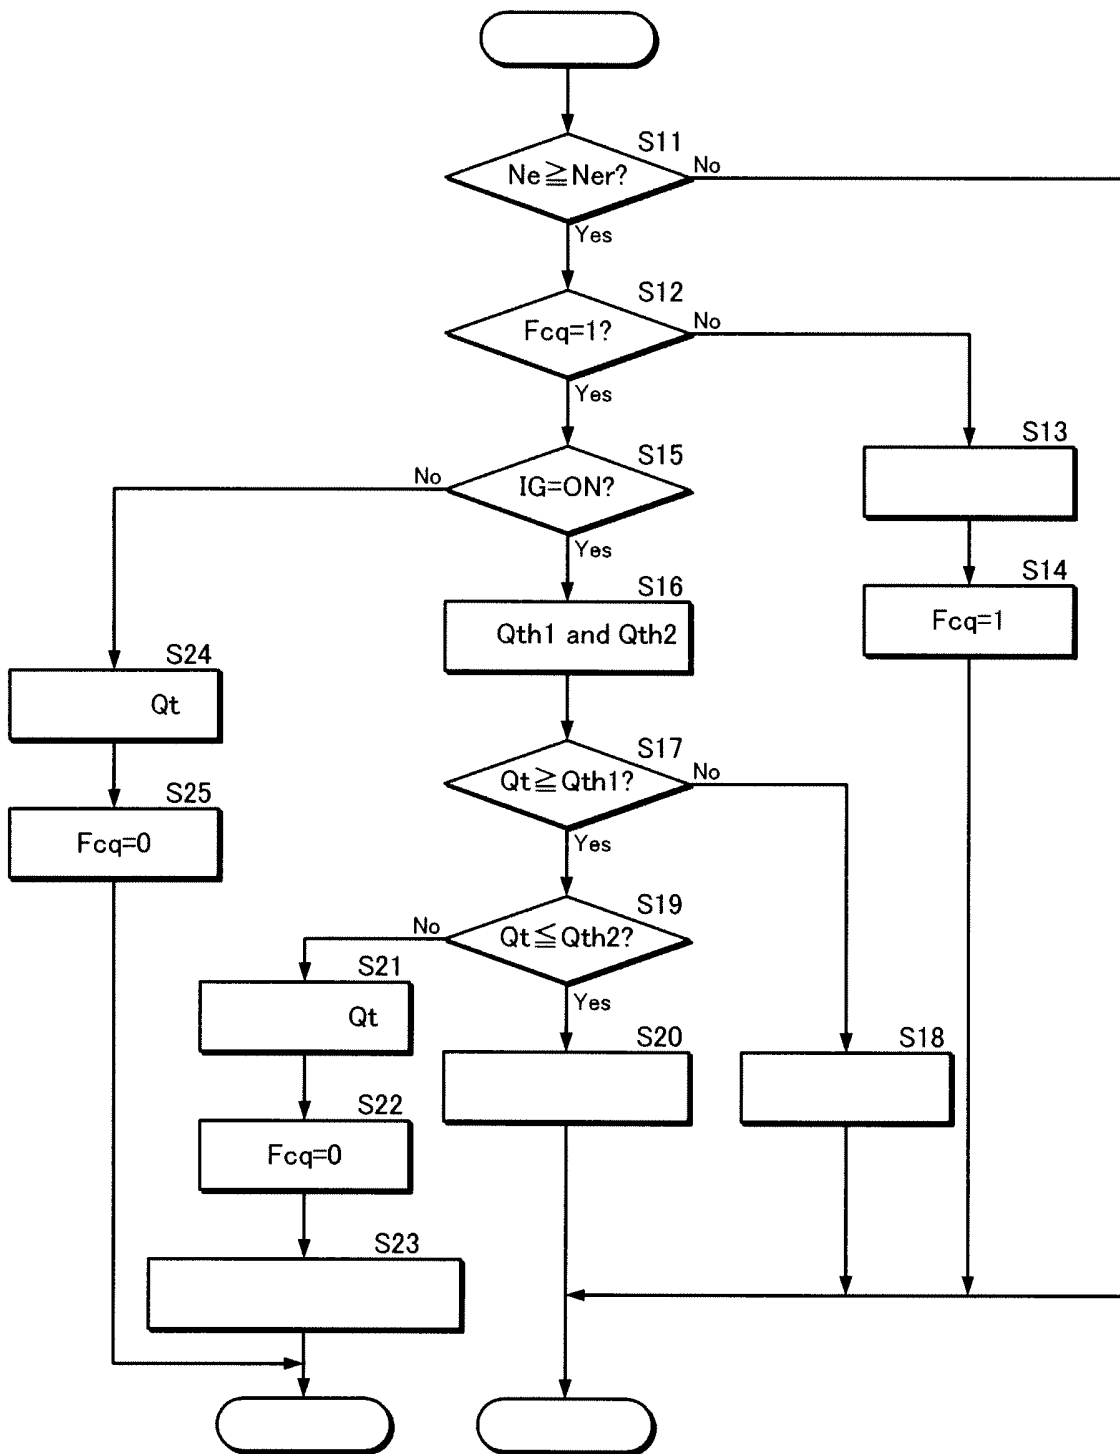 S11
Ne≧Ner?
No
Yes
S12
Fcq=1?
No
Yes
S15
No
IG=ON?
Yes
S13
S14
Fcq=1
S16
Qth1 and Qth2
S24
Qt
S25
Fcq=0
S17
Qt≧Qth1?
No
Yes
S19
No
Qt≦Qth2?
Yes
S21
Qt
S20
S18
S22
Fcq=0
S23